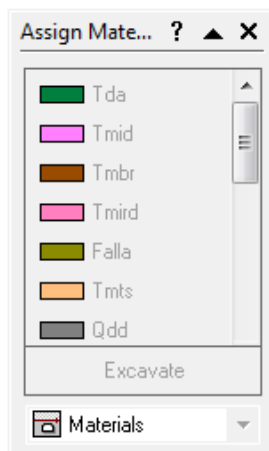 Assign Mate... ?
Tda
Tmid
Tmbr
Tmird
Falla
Tmts
Qdd
Excavate
Materials